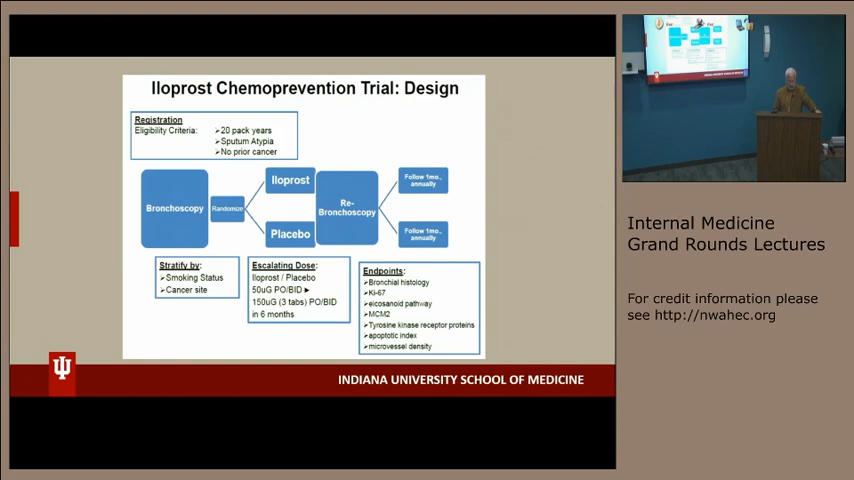 Iloprost Chemoprevention Trial: Design
Registration
Eligibility Criteria: ➢20 pack years
➢Sputum Atypia
➢No prior cancer
Bronchoscopy
Randomize
Iloprost
Placebo
Re-
Bronchoscopy
Follow 1mo.,
annually
Follow 1mo.,
annually
Stratify by:
➢Smoking Status
➢Cancer site
Escalating Dose:
Iloprost / Placebo
50uG PO/BID ►
150uG (3 tabs) PO/BID
in 6 months
Endpoints:
➢Bronchial histology
➢Ki-67
➢eicosanoid pathway
➢MCM2
➢Tyrosine kinase receptor proteins
➢apoptotic index
➢microvessel density
INDIANA UNIVERSITY SCHOOL OF MEDICINE
Internal Medicine
Grand Rounds Lectures
For credit information please
see http://nwahec.org